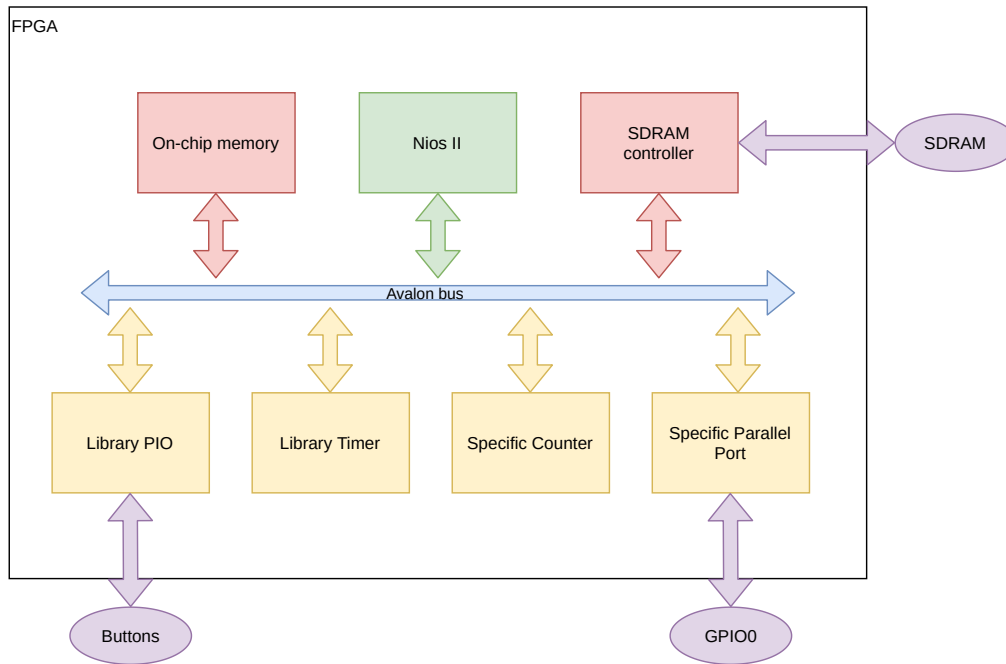 FPGA
On-chip memory
Nios II
SDRAM
controller
SDRAM
Avalon bus
Library PIO
Library Timer
Specific Counter
Specific Parallel
Port
Buttons
GPIO0